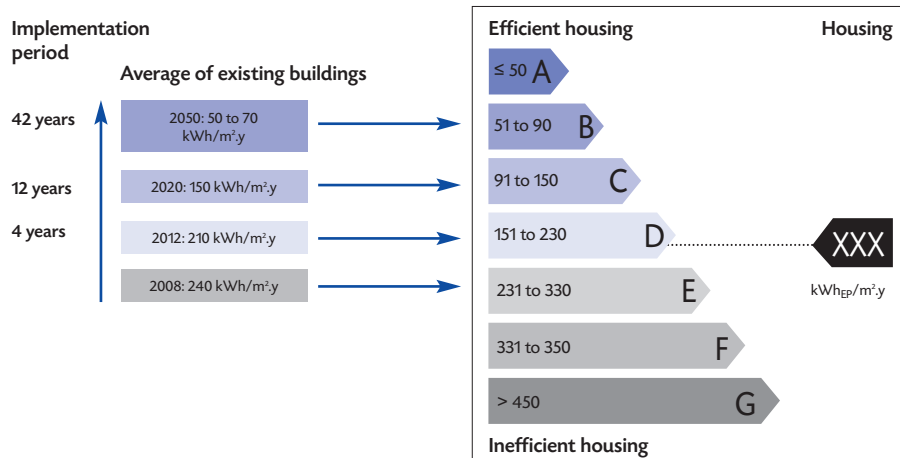 Implementation
period
Average of existing buildings
42 years
12 years
4 years
2050: 50 to 70
kWh/m².y
2020: 150 kWh/m².y
2012: 210 kWh/m².y
2008: 240 kWh/m².y
Efficient housing
Housing
≤ 50 A
51 to 90 B
91 to 150 C
151 to 230 D
XXX
kWhEP/m².y
231 to 330 E
331 to 350 F
> 450 G
Inefficient housing